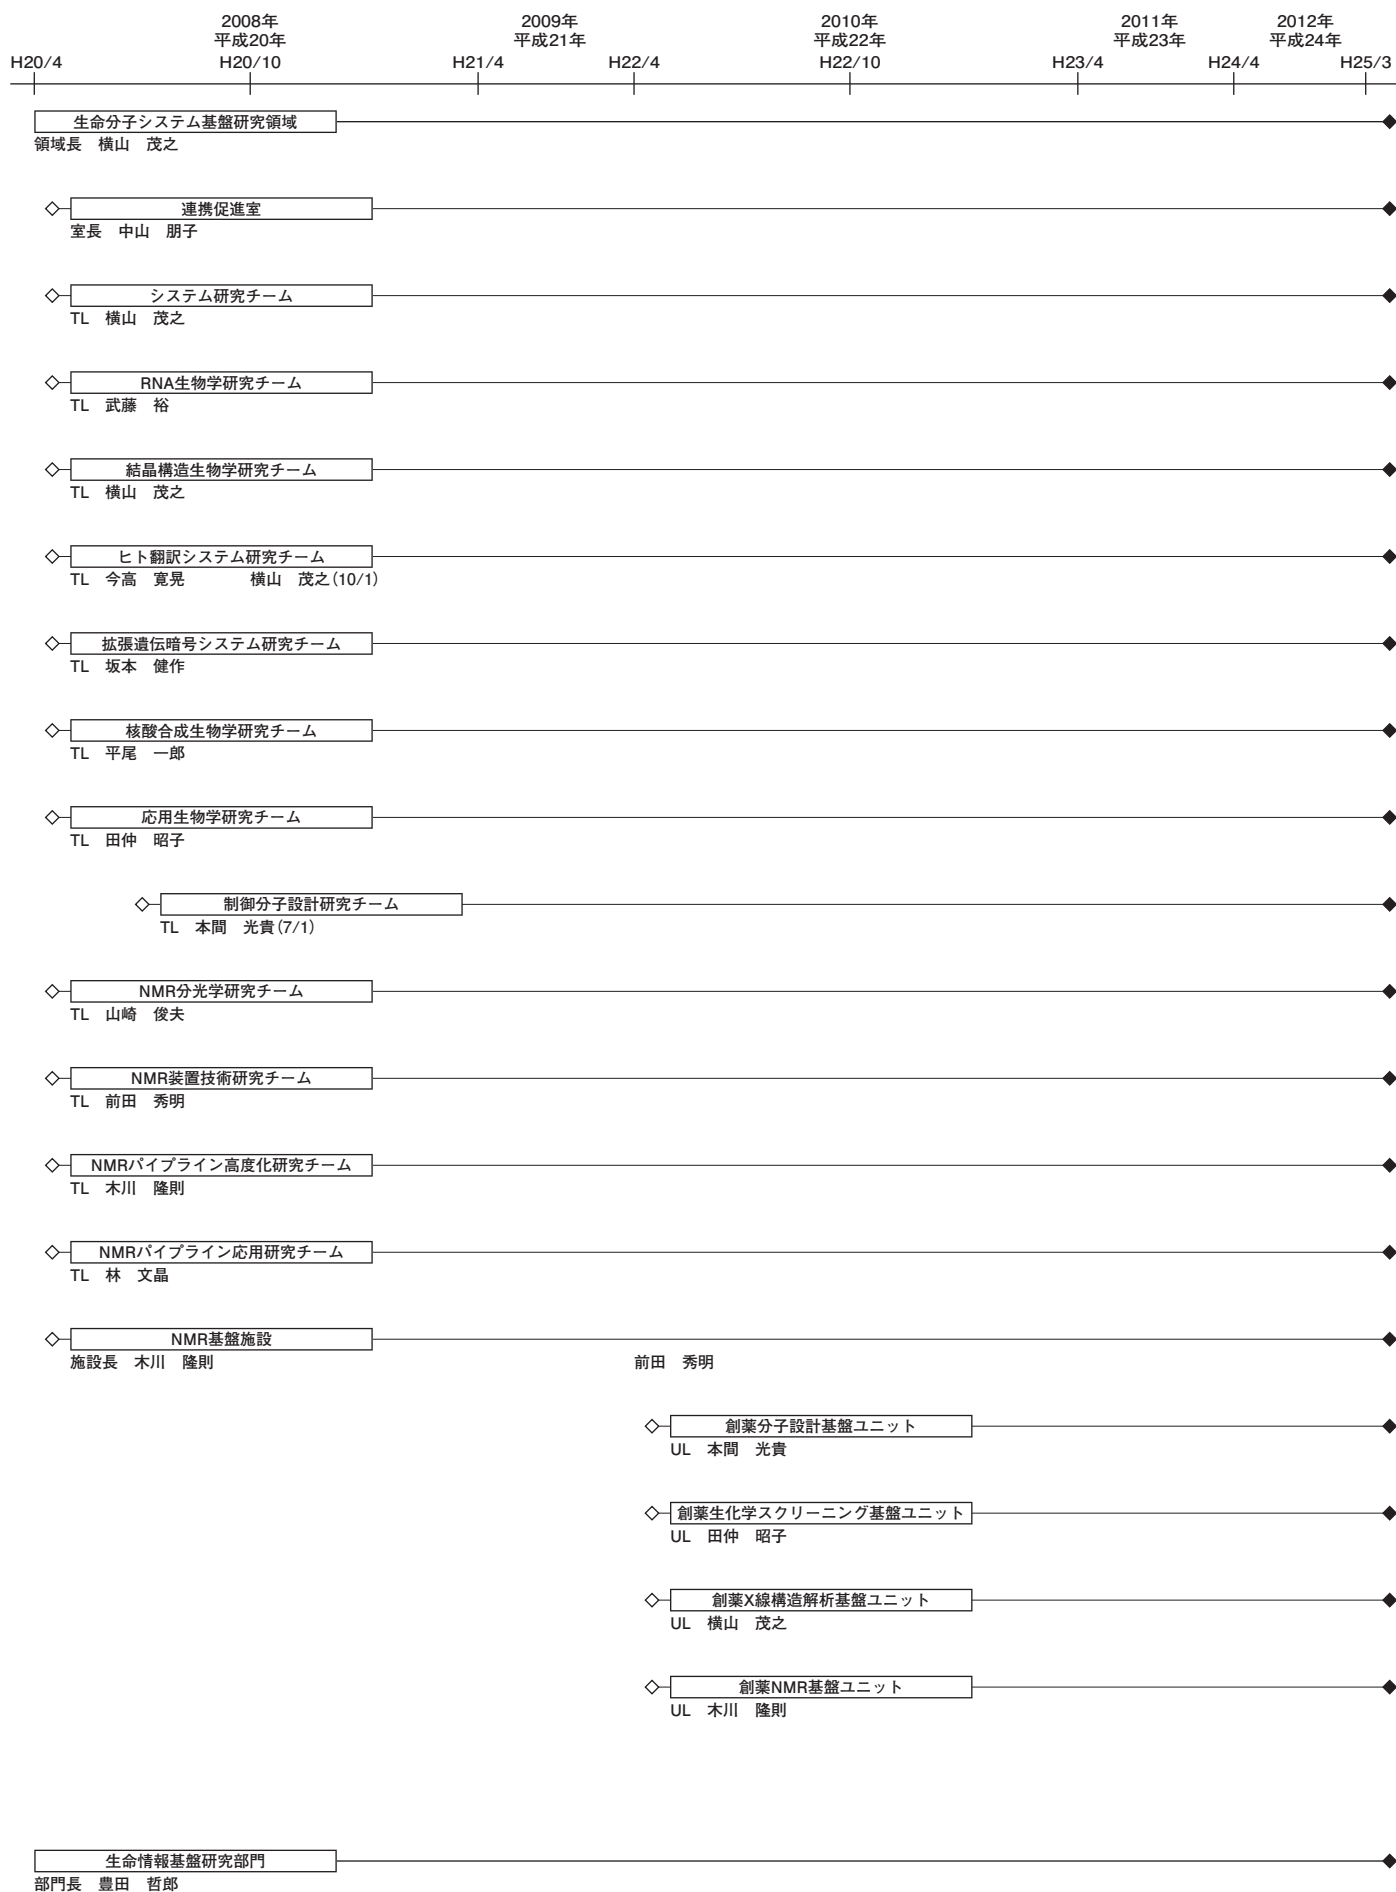 2008年 2009年 2010年 2011年 2012年
平成20年 平成21年 平成22年 平成23年 平成24年
H20/4 H20/10 H21/4 H22/4 H22/10 H23/4 H24/4 H25/3
生命分子システム基盤研究領域
領域長 横山 茂之
連携促進室
室長 中山 朋子
システム研究チーム
TL 横山 茂之
RNA生物学研究チーム
TL 武藤 裕
結晶構造生物学研究チーム
TL 横山 茂之
ヒト翻訳システム研究チーム
TL 今高 寛晃 横山 茂之(10/1)
拡張遺伝暗号システム研究チーム
TL 坂本 健作
核酸合成生物学研究チーム
TL 平尾 一郎
応用生物学研究チーム
TL 田仲 昭子
制御分子設計研究チーム
TL 本間 光貴(7/1)
NMR分光学研究チーム
TL 山崎 俊夫
NMR装置技術研究チーム
TL 前田 秀明
NMRパイプライン高度化研究チーム
TL 木川 隆則
NMRパイプライン応用研究チーム
TL 林 文晶
NMR基盤施設
施設長 木川 隆則 前田 秀明
創薬分子設計基盤ユニット
UL 本間 光貴
創薬生化学スクリーニング基盤ユニット
UL 田仲 昭子
創薬X線構造解析基盤ユニット
UL 横山 茂之
創薬NMR基盤ユニット
UL 木川 隆則
生命情報基盤研究部門
部門長 豊田 哲郎